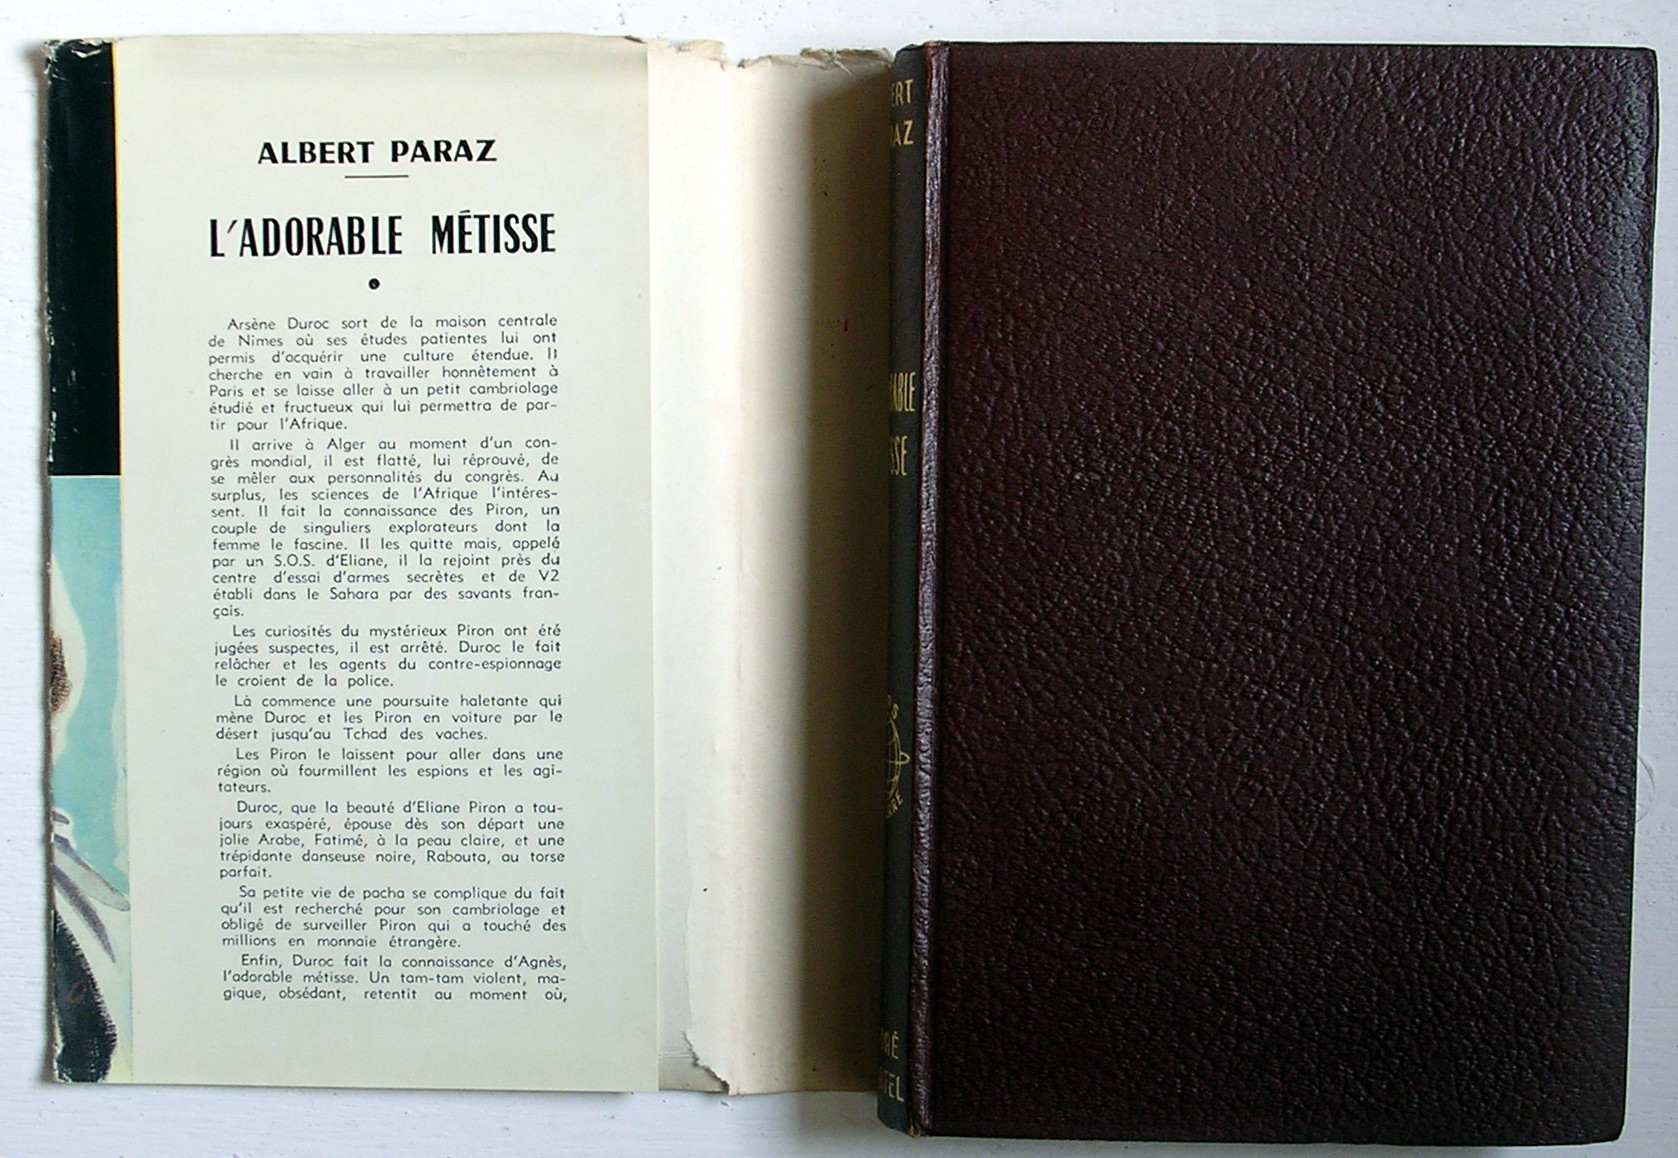 ALBERT PARAZ
L'ADORABLE MÉTISSE
Arsène Duroc sort de la maison centrale
de Nimes où ses études patientes lui ont
permis d'acquérir une culture étendue. Il
cherche en vain à travailler honnêtement à
Paris et se laisse aller à un petit cambriolage
étudié et fructueux qui lui permettra de par-
tir pour l'Afrique.
Il arrive à Alger au moment d'un con-
grès mondial, il est flatté, lui réprouvé, de
se mêler aux personnalités du congrès. Au
surplus, les sciences de l'Afrique l'intéres-
sent. Il fait la connaissance des Piron, un
couple de singuliers explorateurs dont la
femme le fascine. Il les quitte mais, appelé
par un S.O.S. d'Eliane, il la rejoint près du
centre d'essai d'armes secrètes et de V2
établi dans le Sahara par des savants fran-
çais.
Les curiosités du mystérieux Piron ont été
jugées suspectes, il est arrêté. Duroc le fait
relâcher et les agents du contre-espionnage
le croient de la police.
Là commence une poursuite haletante qui
mène Duroc et les Piron en voiture par le
désert jusqu'au Tchad des vaches.
Les Piron le laissent pour aller dans une
région où fourmillent les espions et les agi-
tateurs.
Duroc, que la beauté d'Eliane Piron a tou-
jours exaspéré, épouse dès son départ une
jolie Arabe, Fatimé, à la peau claire, et une
trépidante danseuse noire, Rabouta, au torse
parfait.
Sa petite vie de pacha se complique du fait
qu'il est recherché pour son cambriolage et
obligé de surveiller Piron qui a touché des
millions en monnaie étrangère.
Enfin, Duroc fait la connaissance d'Agnès,
l'adorable métisse. Un tam-tam violent, ma-
gique, obsédant, retentit au moment où,
ERT
AZ
ABLE
SSE
RÉ
TEL